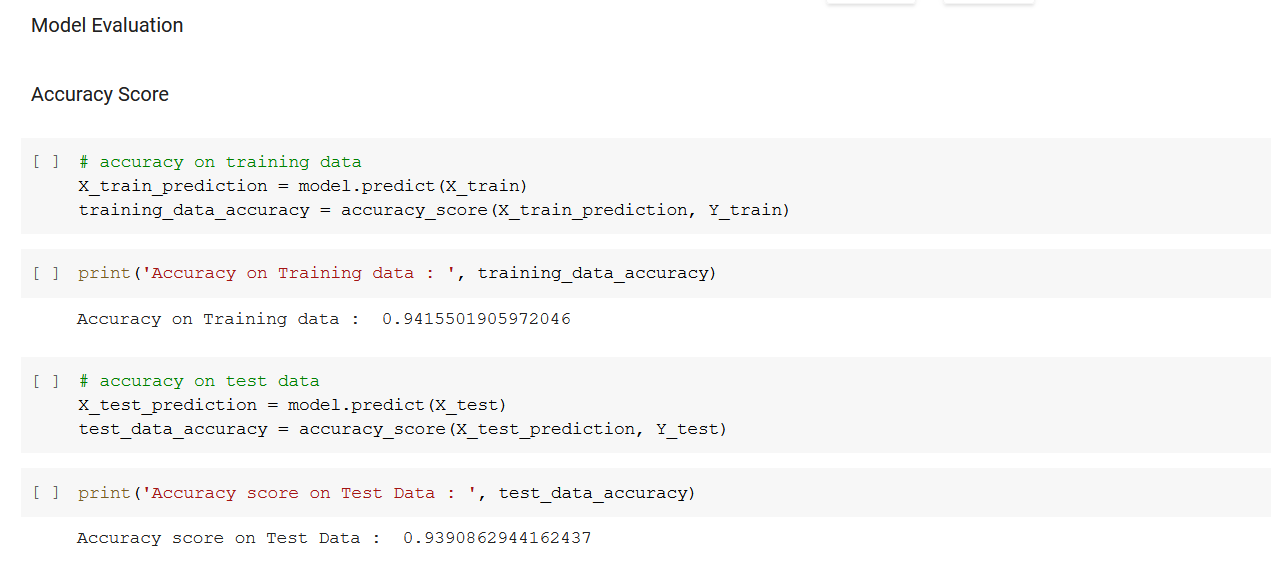 Model Evaluation
Accuracy Score
[ ] # accuracy on training data
X_train_prediction = model.predict(X_train)
training_data_accuracy = accuracy_score(X_train_prediction, Y_train)
[ ] print('Accuracy on Training data : ', training_data_accuracy)
Accuracy on Training data :  0.9415501905972046
[ ] # accuracy on test data
X_test_prediction = model.predict(X_test)
test_data_accuracy = accuracy_score(X_test_prediction, Y_test)
[ ] print('Accuracy score on Test Data : ', test_data_accuracy)
Accuracy score on Test Data :  0.9390862944162437